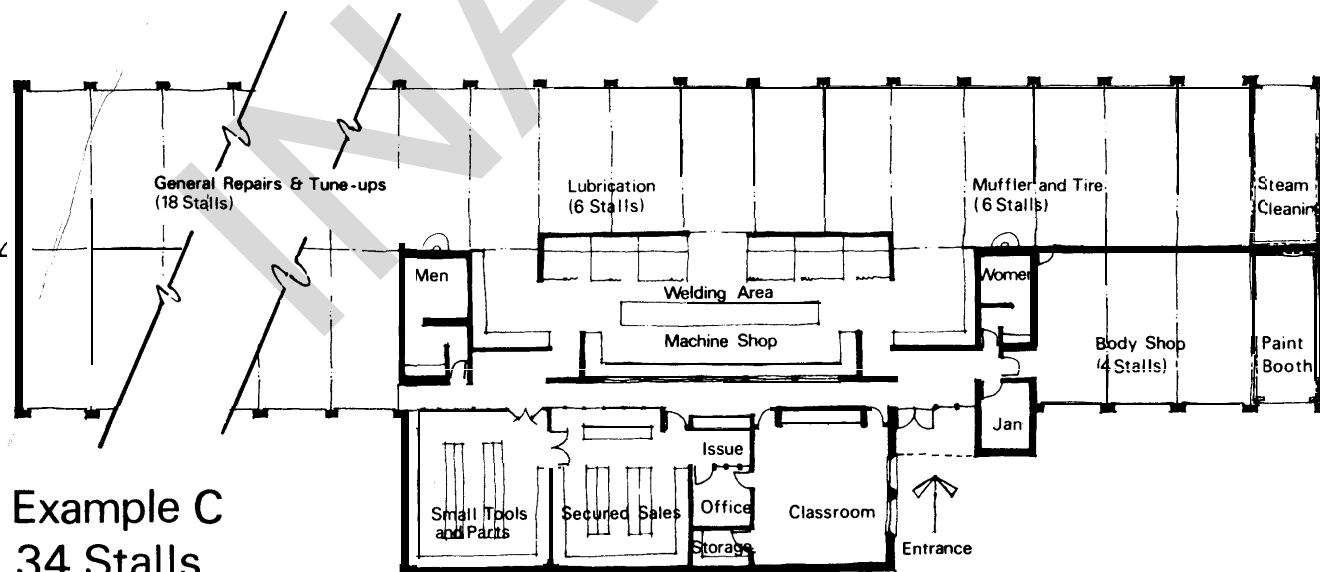 INA
General Repairs & Tune-ups
(18 Stalls)
Lubrication
(6 Stalls)
Muffler and Tire
(6 Stalls)
Steam
Cleanin
Men
Welding Area
Machine Shop
Women
Body Shop
(4 Stalls)
Paint
Booth
Jan
Issue
Small Tools
and Parts
Secured Sales
Office
Classroom
Storage
Entrance
Example C
34 Stalls